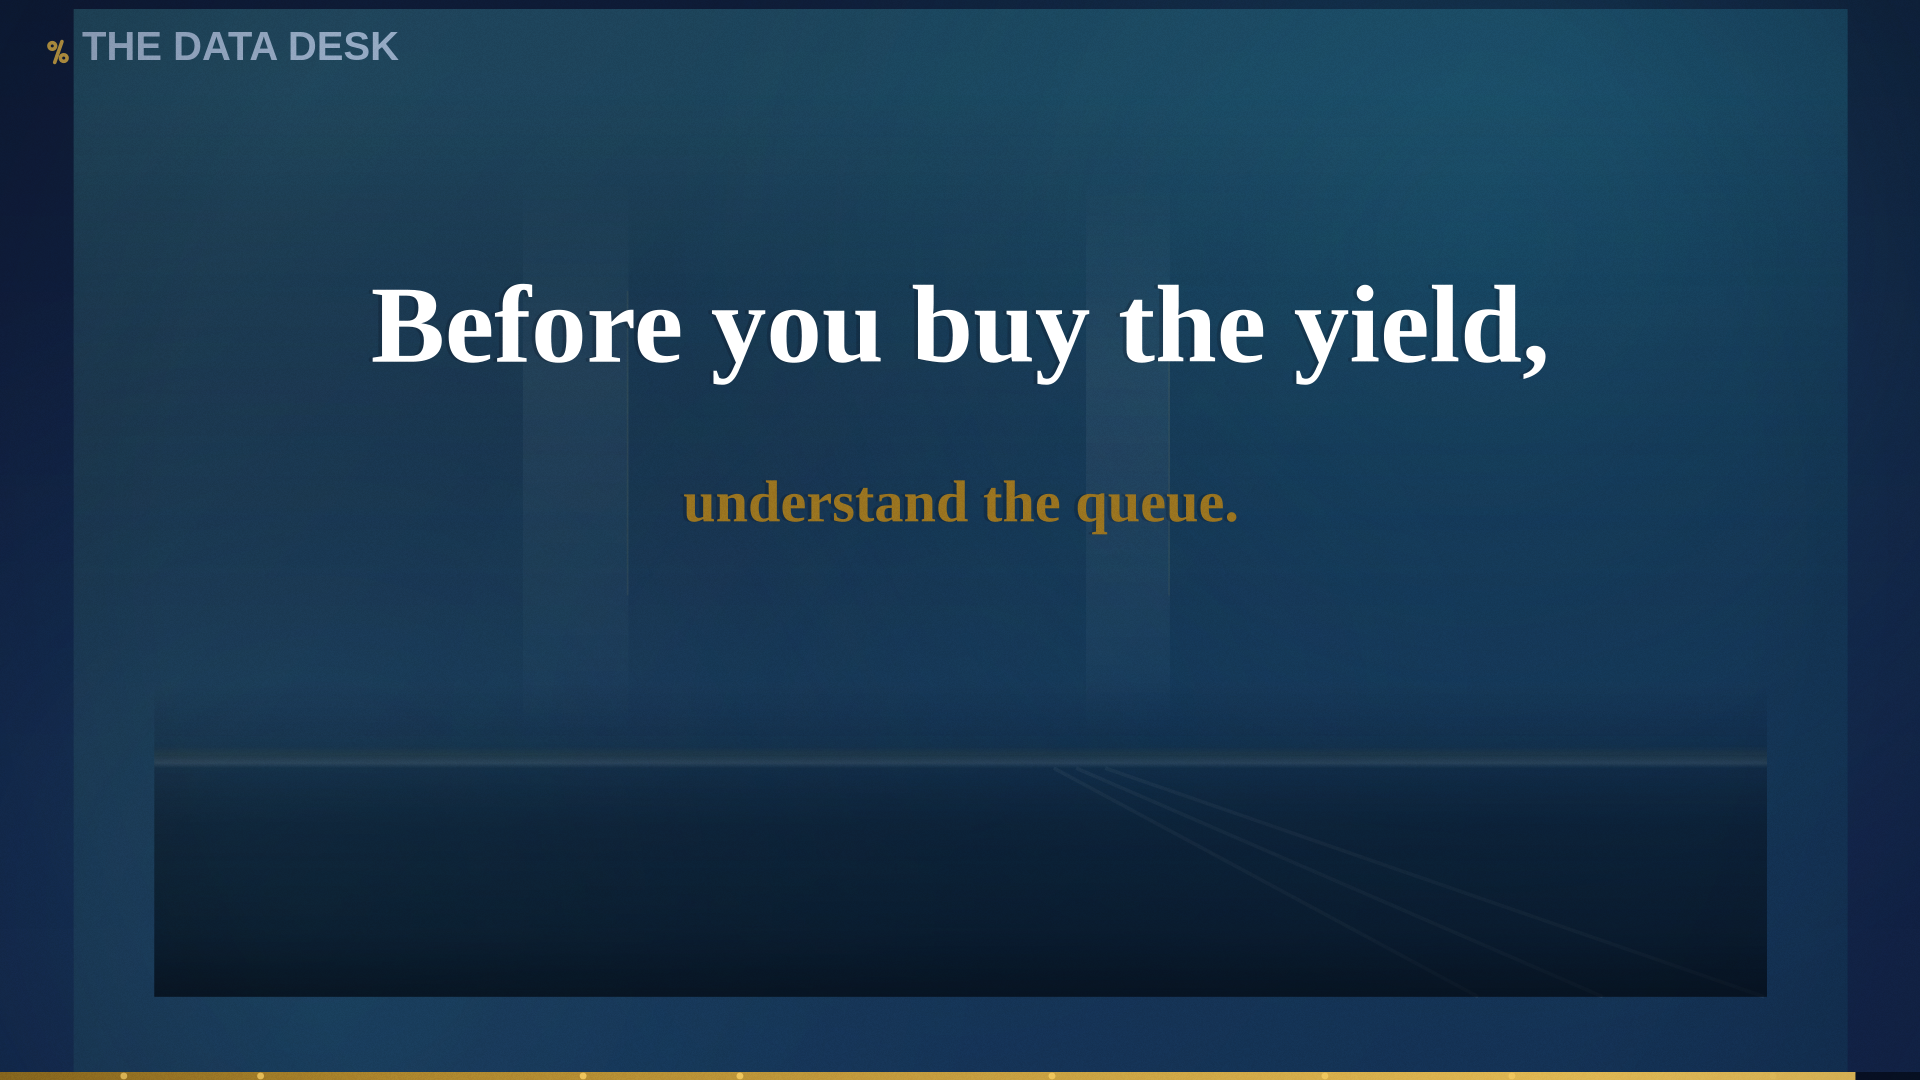 % THE DATA DESK
Before you buy the yield,
understand the queue.